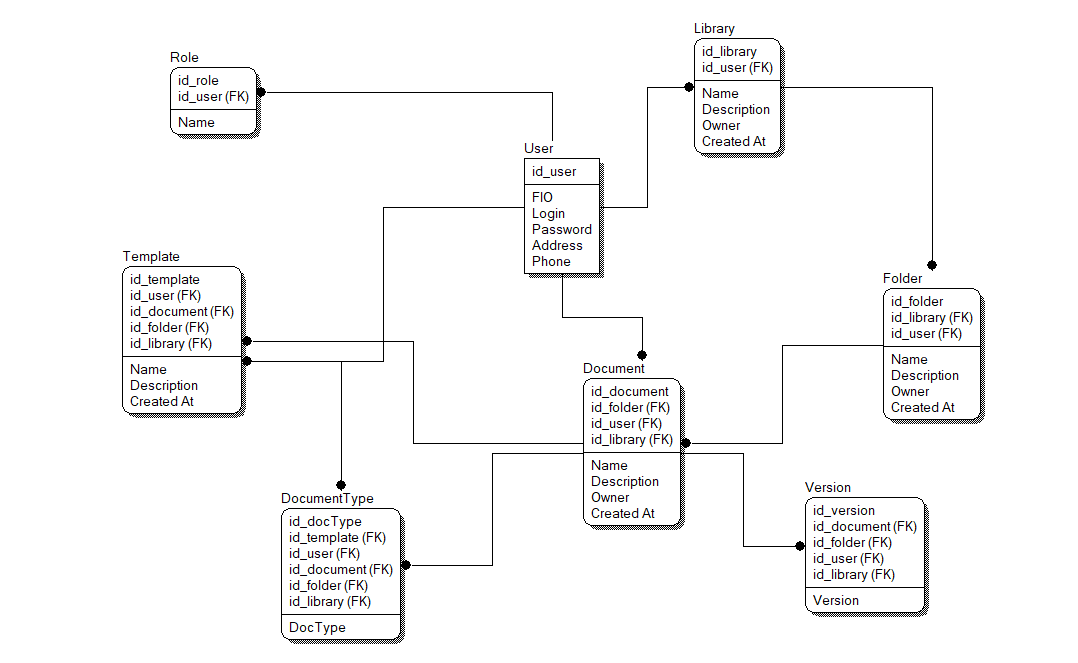 Library
id_library
id_user (FK)
Name
Description
Owner
Created At
Role
id_role
id_user (FK)
Name
User
id_user
FIO
Login
Password
Address
Phone
Template
id_template
id_user (FK)
id_document (FK)
id_folder (FK)
id_library (FK)
Name
Description
Created At
Folder
id_folder
id_library (FK)
id_user (FK)
Name
Description
Owner
Created At
Document
id_document
id_folder (FK)
id_user (FK)
id_library (FK)
Name
Description
Owner
Created At
DocumentType
id_docType
id_template (FK)
id_user (FK)
id_document (FK)
id_folder (FK)
id_library (FK)
DocType
Version
id_version
id_document (FK)
id_folder (FK)
id_user (FK)
id_library (FK)
Version